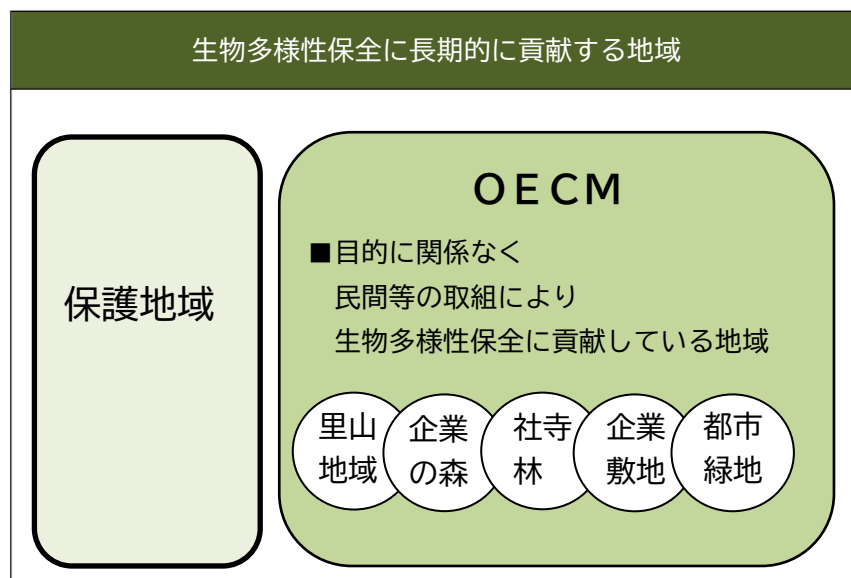 生物多様性保全に長期的に貢献する地域
保護地域
ＯＥＣＭ
■目的に関係なく
民間等の取組により
生物多様性保全に貢献している地域
里山
地域
企業
の森
社寺
林
企業
敷地
都市
緑地